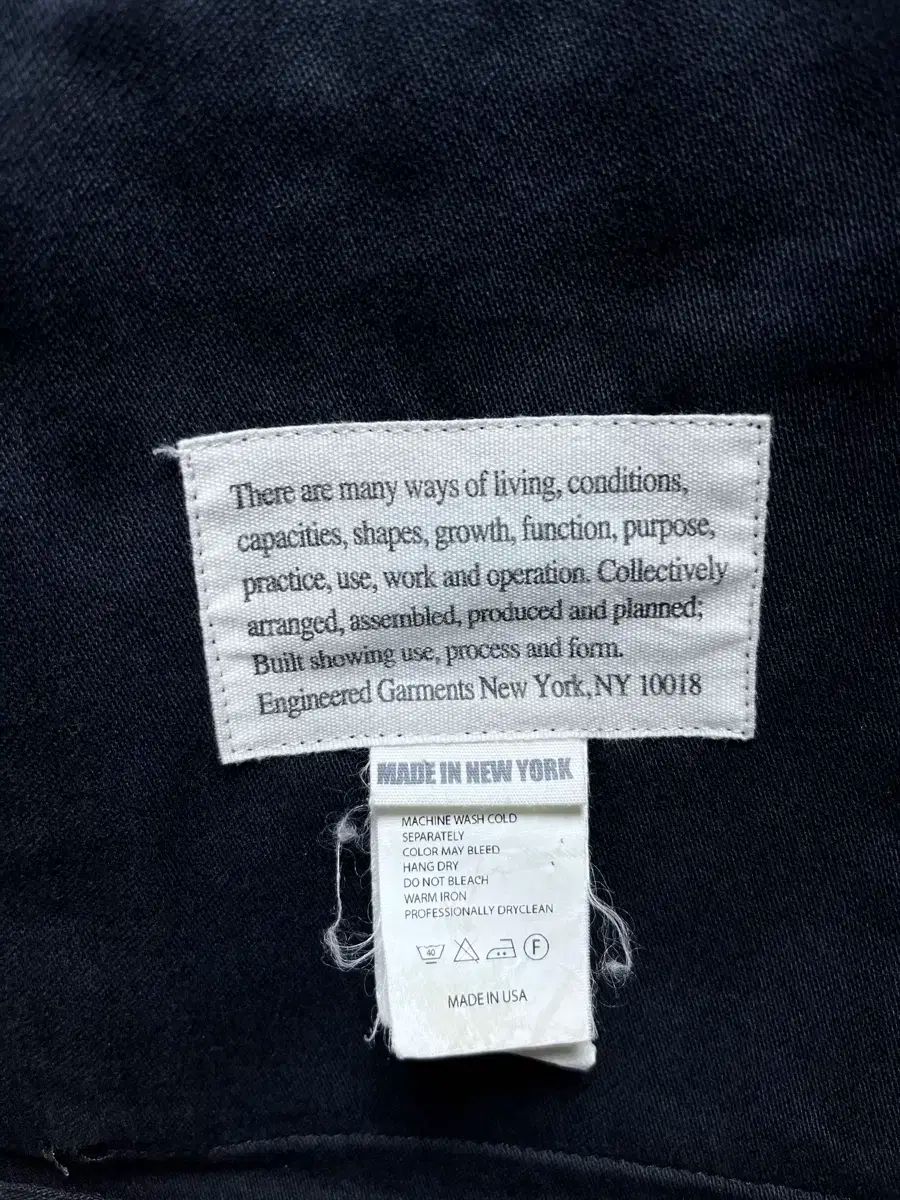 There are many ways of living, conditions,
capacities, shapes, growth, function, purpose,
practice, use, work and operation. Collectively
arranged, assembled, produced and planned;
Built showing use, process and form.
Engineered Garments New York, NY 10018
MADE IN NEW YORK
MACHINE WASH COLD
SEPARATELY
COLOR MAY BLEED
HANG DRY
DO NOT BLEACH
WARM IRON
PROFESSIONALLY DRYCLEAN
40 F
MADE IN USA